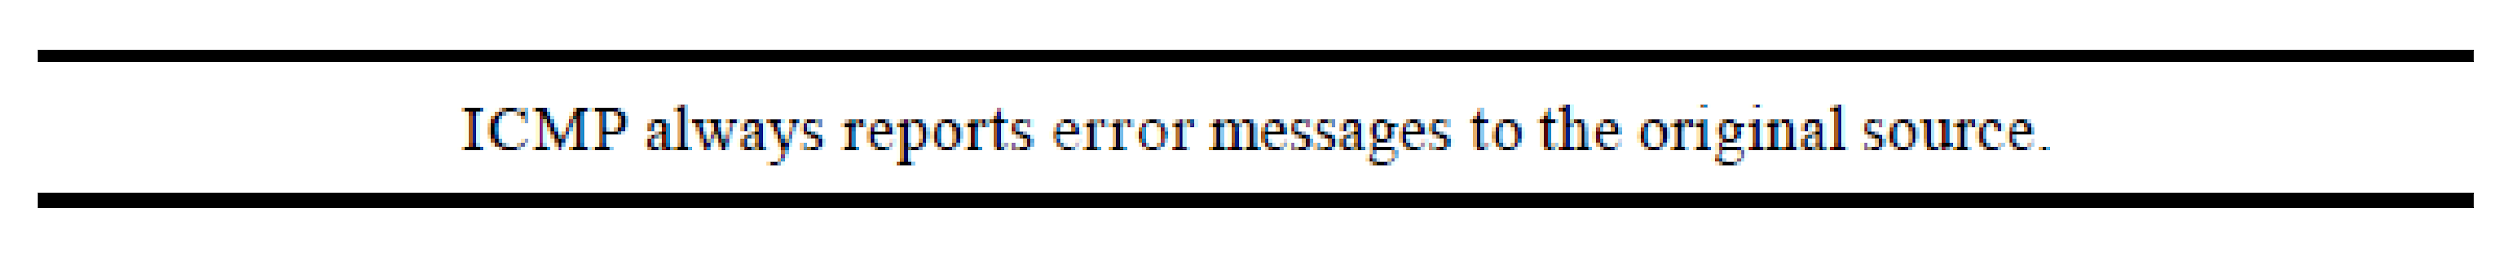 ICMP always reports error messages to the original source.